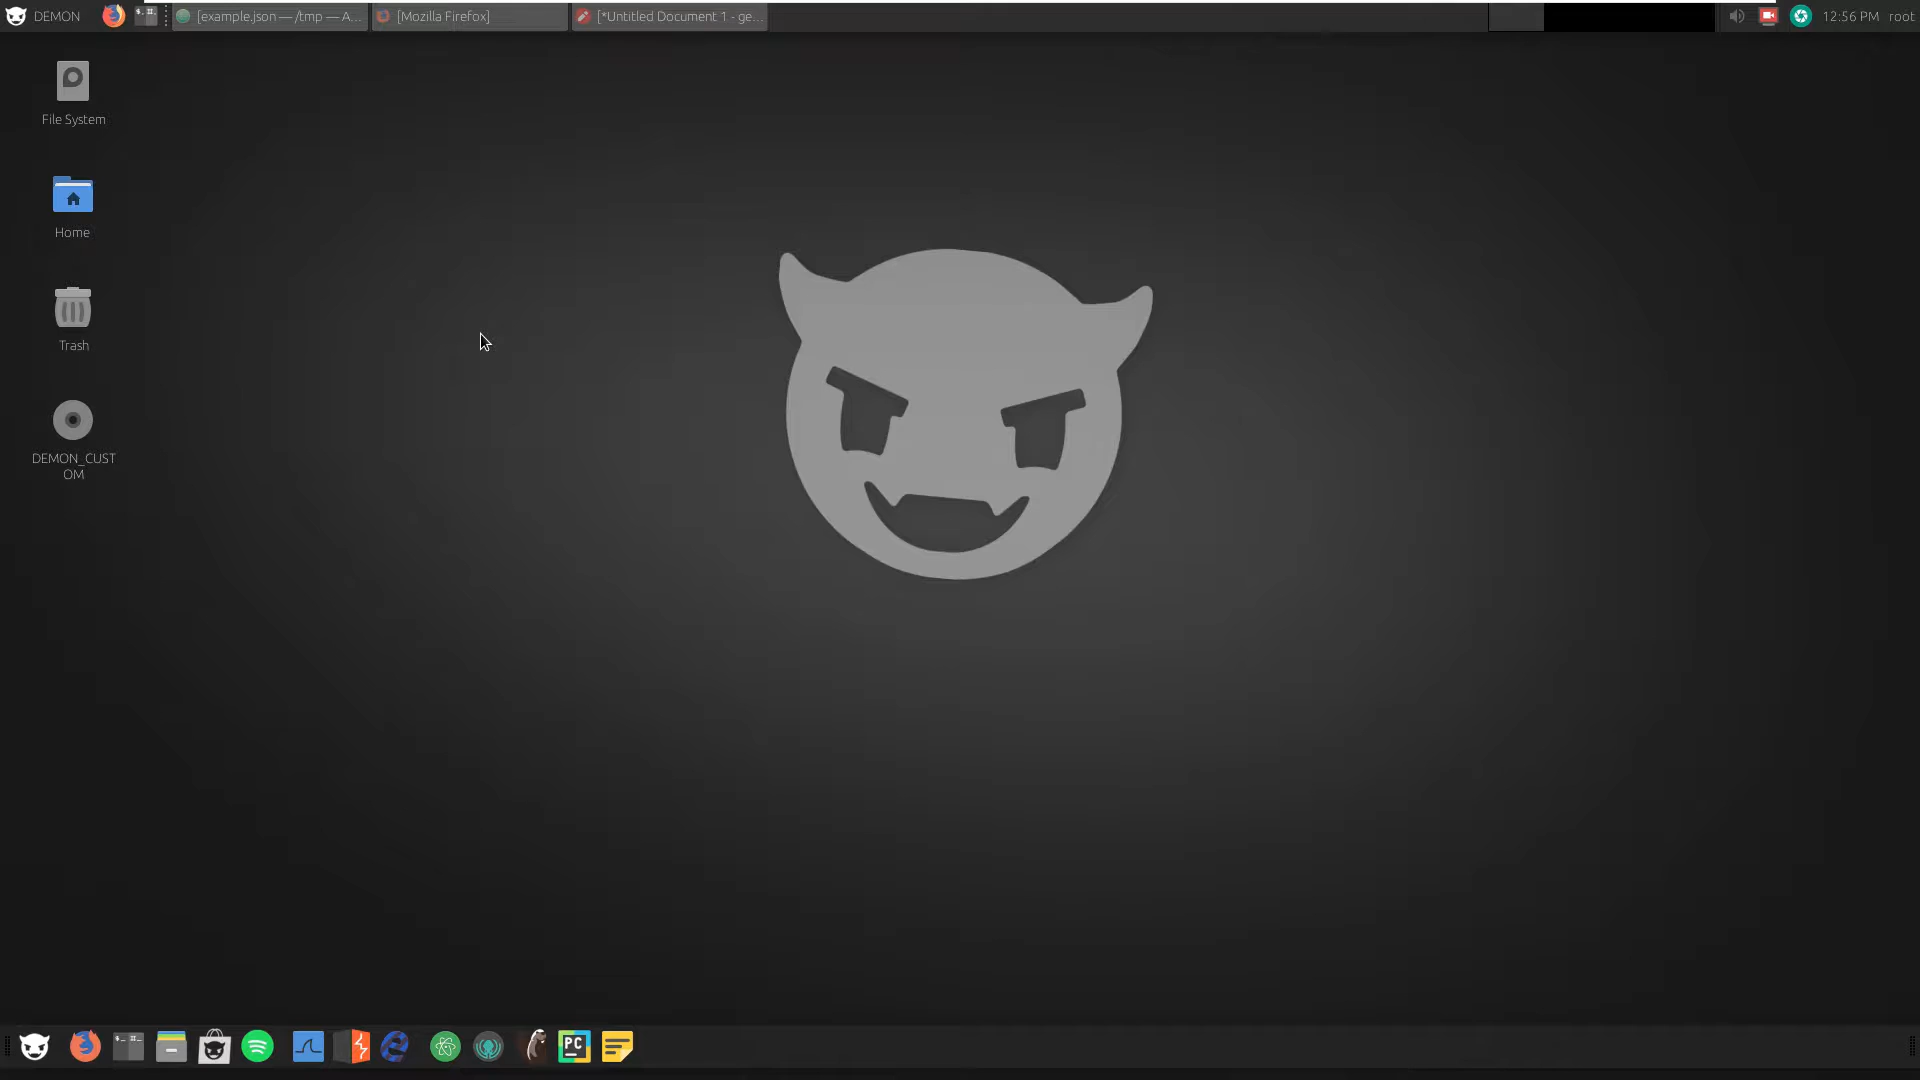 DEMON
[example.json — /tmp — A...
[Mozilla Firefox]
[*Untitled Document 1 - ge...
12:56 PM
root
File System
Home
Trash
DEMON_CUST
OM
PC